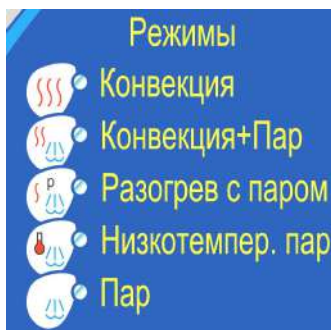 Режимы
Конвекция
Конвекция+Пар
р
Разогрев с паром
Низкотемпер. пар
Пар